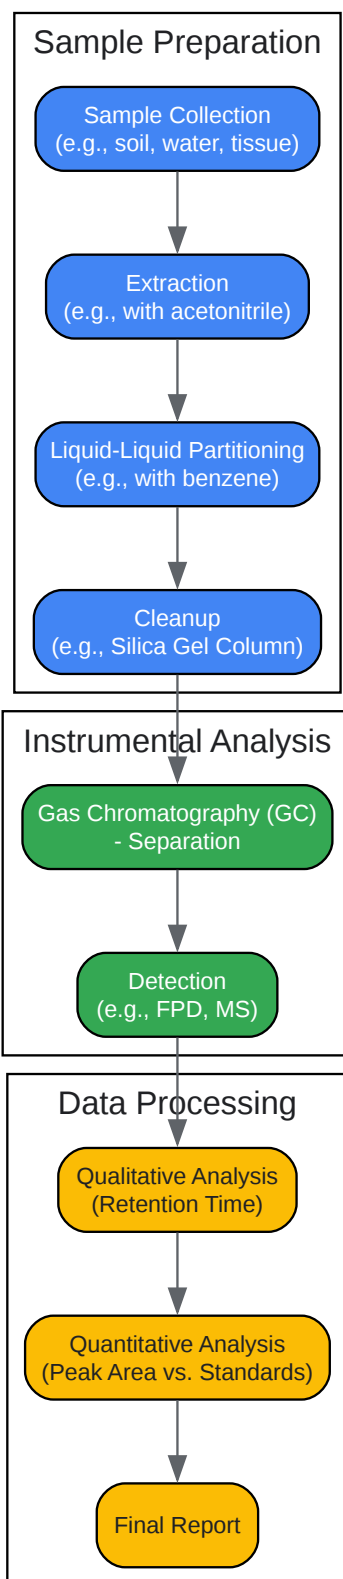 Sample Preparation
Sample Collection
(e.g., soil, water, tissue)
Extraction
(e.g., with acetonitrile)
Liquid-Liquid Partitioning
(e.g., with benzene)
Cleanup
(e.g., Silica Gel Column)
Instrumental Analysis
Gas Chromatography (GC)
- Separation
Detection
(e.g., FPD, MS)
Data Processing
Qualitative Analysis
(Retention Time)
Quantitative Analysis
(Peak Area vs. Standards)
Final Report